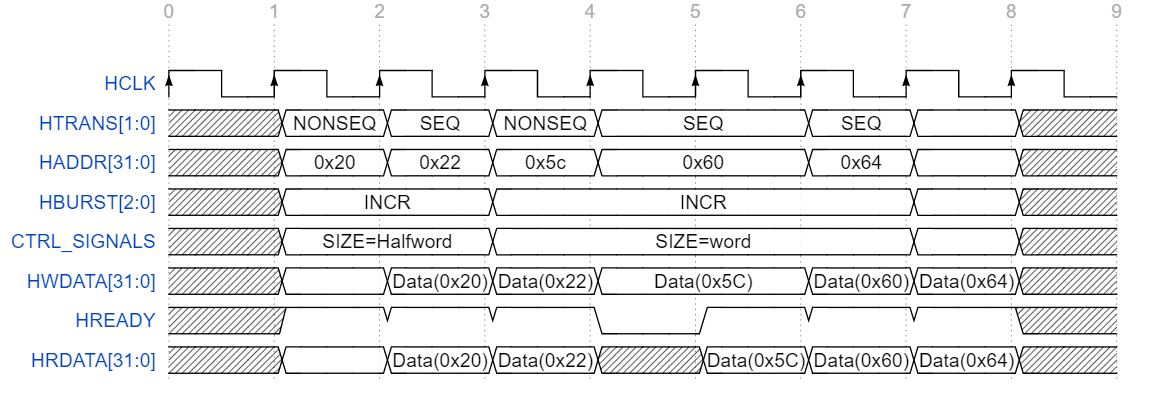 0 1 2 3 4 5 6 7 8 9
HCLK
HTRANS[1:0] NONSEQ SEQ NONSEQ SEQ SEQ
HADDR[31:0] 0x20 0x22 0x5c 0x60 0x64
HBURST[2:0] INCR INCR
CTRL_SIGNALS SIZE=Halfword SIZE=word
HWDATA[31:0] Data(0x20) Data(0x22) Data(0x5C) Data(0x60) Data(0x64)
HREADY
HRDATA[31:0] Data(0x20) Data(0x22) Data(0x5C) Data(0x60) Data(0x64)